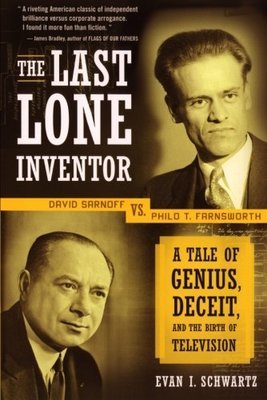 " A riveting American classic of independent
brilliance versus corporate arrogance.
I found it more fun than fiction. "
— James Bradley, author of FLAGS OF OUR FATHERS
THE
LAST
LONE
INVENTOR
DAVID SARNOFF VS. PHILO T. FARNSWORTH
A TALE OF
GENIUS,
DECEIT,
AND THE BIRTH OF
TELEVISION
EVAN I. SCHWARTZ